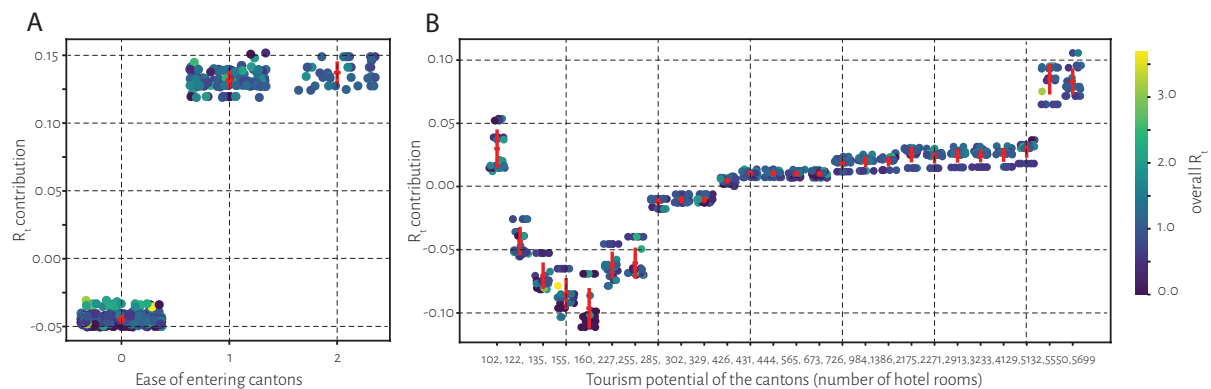 A
R_t contribution
0.15
0.10
0.05
0.00
-0.05
0
1
2
Ease of entering cantons
B
R_t contribution
0.10
0.05
0.00
-0.05
-0.10
102, 122, 135, 155, 160, 227, 255, 285, 302, 329, 426, 431, 444, 565, 673, 726, 984,1386,2175,2271,2913,3233,4129,5132,5550,5699
Tourism potential of the cantons (number of hotel rooms)
3.0
2.0
1.0
0.0
overall R_t